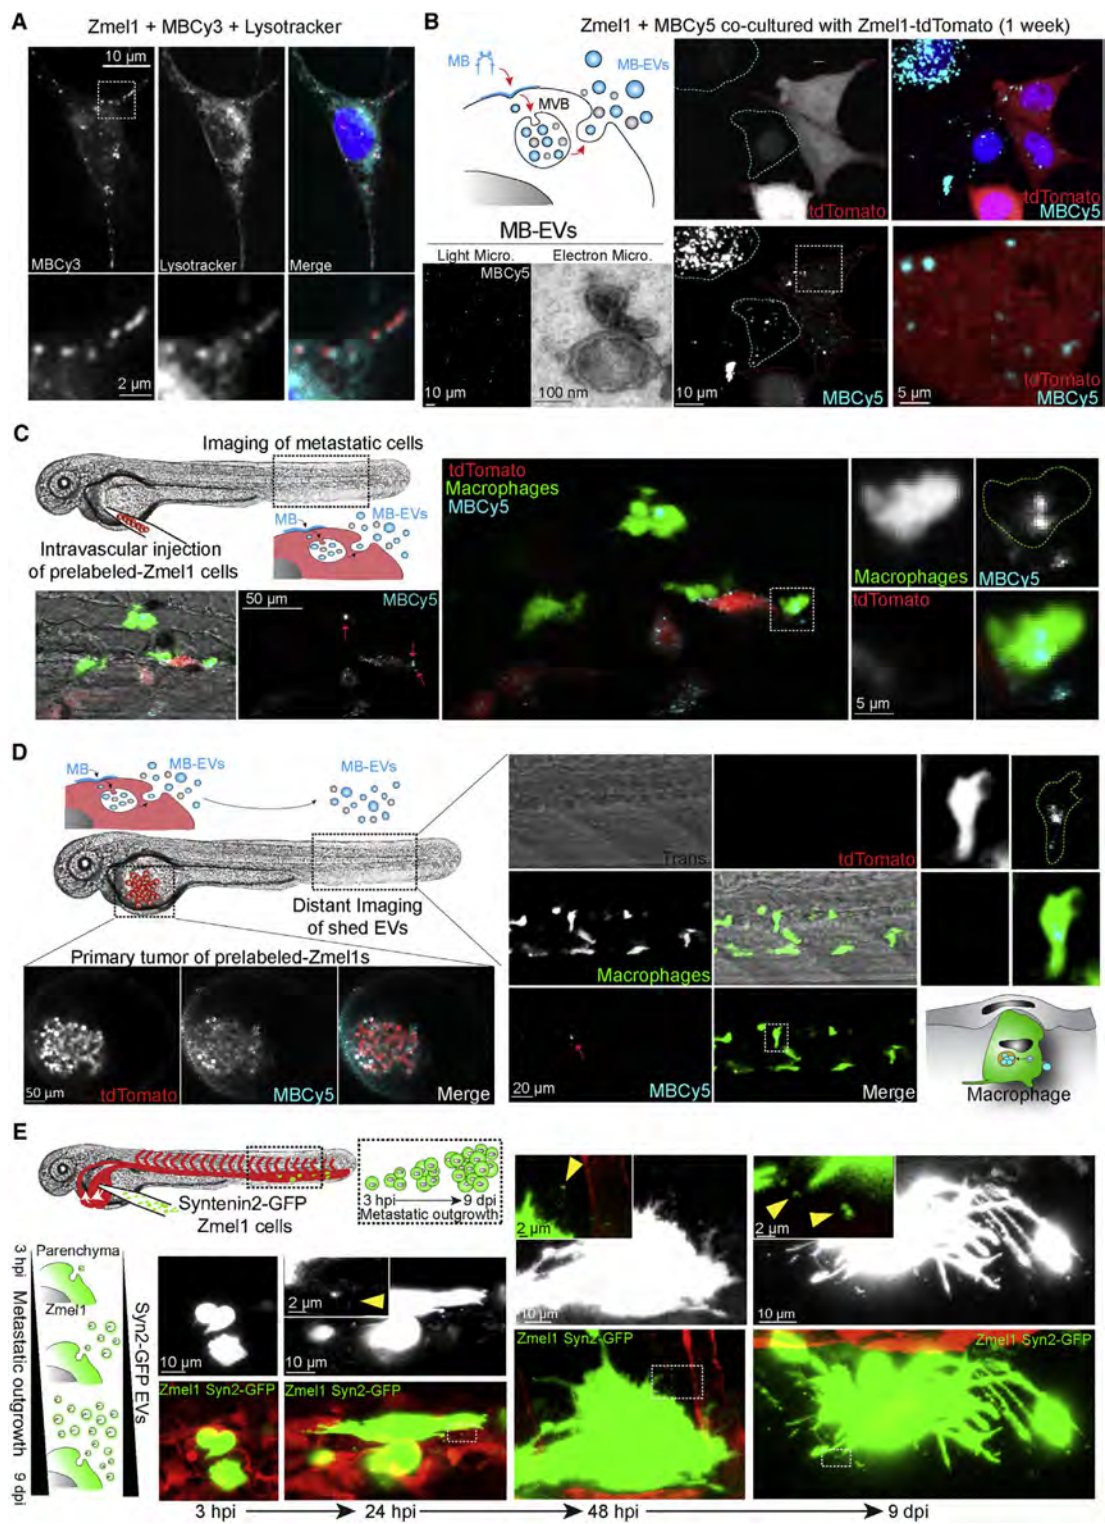 A
Zmel1 + MBCy3 + Lysotracker
10 µm
MBCy3
Lysotracker
Merge
2 µm
B
Zmel1 + MBCy5 co-cultured with Zmel1-tdTomato (1 week)
MB
MB-EVs
MVB
MB-EVs
Light Micro.
Electron Micro.
MBCy5
10 µm
100 nm
tdTomato
tdTomato
MBCy5
10 µm
MBCy5
5 µm
tdTomato
MBCy5
C
Imaging of metastatic cells
MB
MB-EVs
Intravascular injection
of prelabeled-Zmel1 cells
50 µm
MBCy5
tdTomato
Macrophages
MBCy5
Macrophages
MBCy5
tdTomato
5 µm
D
MB
MB-EVs
MB-EVs
Distant Imaging
of shed EVs
Primary tumor of prelabeled-Zmel1s
50 µm
tdTomato
MBCy5
Merge
Trans.
tdTomato
Macrophages
20 µm
MBCy5
Merge
Macrophage
E
Syntenin2-GFP
Zmel1 cells
3 hpi
9 dpi
Metastatic outgrowth
3 hpi
Metastatic outgrowth
9 dpi
Parenchyma
Zmel1
Syn2-GFP EVs
10 µm
2 µm
10 µm
2 µm
10 µm
2 µm
10 µm
Zmel1 Syn2-GFP
Zmel1 Syn2-GFP
Zmel1 Syn2-GFP
Zmel1 Syn2-GFP
3 hpi
24 hpi
48 hpi
9 dpi